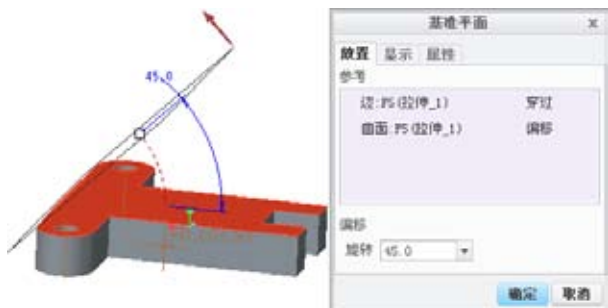 45.0
基准平面 x
放置 显示 属性
参考
边:F5(拉伸_1) 穿过
曲面:F5(拉伸_1) 偏移
偏移
旋转 45.0
确定 取消